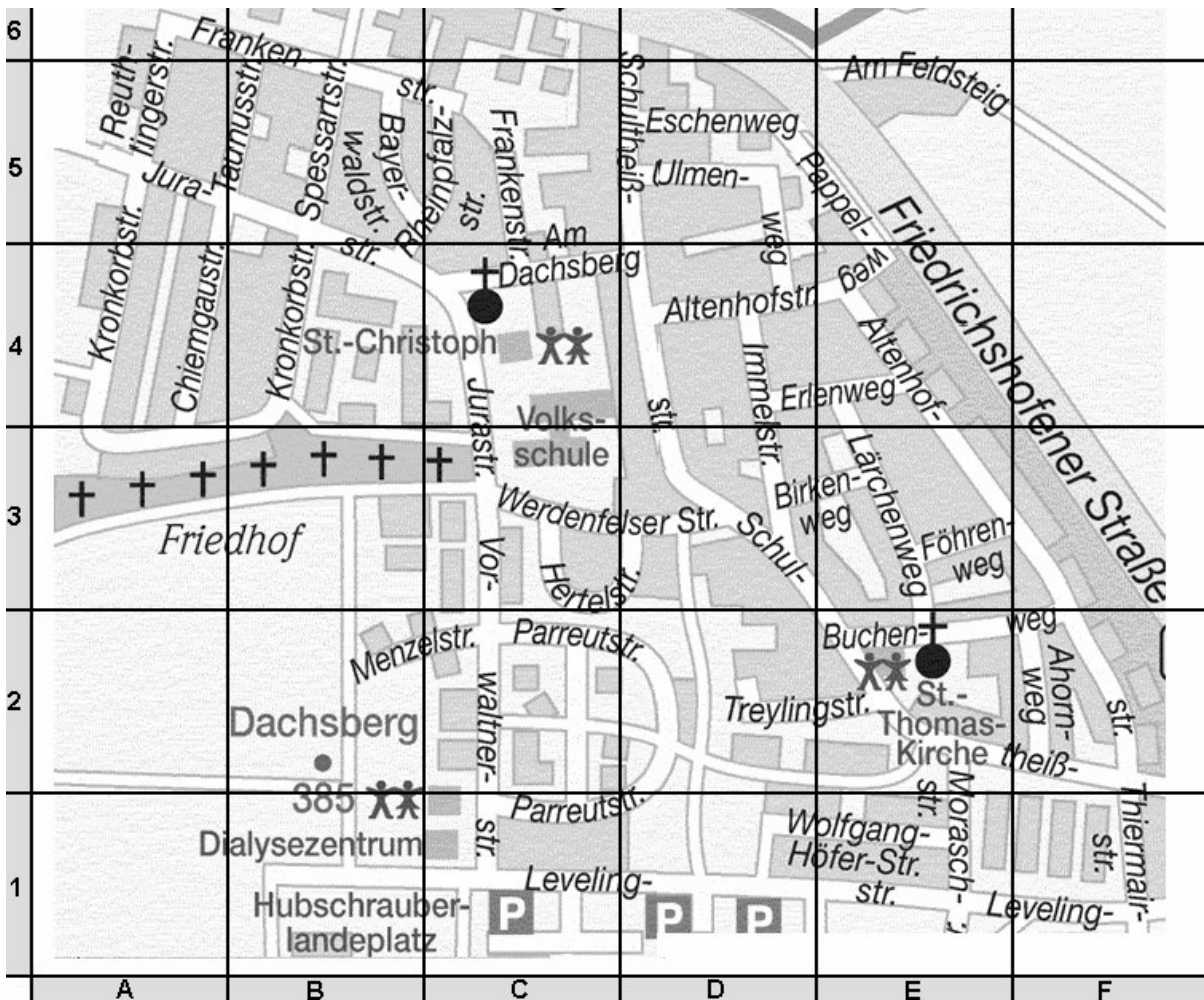 6
Franken-
str.
Reuth-
lingerstr.
Taunusstr.
Spessartstr.
Bayer-
waldstr.
Rheinpfalz-
str.
Frankenstr.
Schultheiß-
str.
Am Feldsteig
Eschenweg
Ulmen-
weg
Pappel-
weg
Friedrichshofener Straße
5
Jura-
str.
Kronkorbstr.
Chiemgaustr.
Kronkorbstr.
Am
Dachsberg
Altenhofstr.
Altenhof-
str.
4
St.-Christoph
Jurastr.
Volks-
schule
Immelstr.
Erlenweg
Lärchenweg
Birken-
weg
Föhren-
weg
3
Friedhof
Werdenfelser Str.
Schul-
theiß-
str.
Vor-
waltner-
str.
Hertelstr.
Menzelstr.
Parreutstr.
Buchen-
weg
Ahorn-
weg
2
Dachsberg
385
Treylingstr.
St.-
Thomas-
Kirche
Parreutstr.
Dialysezentrum
Wolfgang-
Höfer-Str.
Morasch-
str.
Thiermair-
1
Leveling-
str.
Leveling-
Hubschrauber-
landeplatz
P
P
P
A
B
C
D
E
F